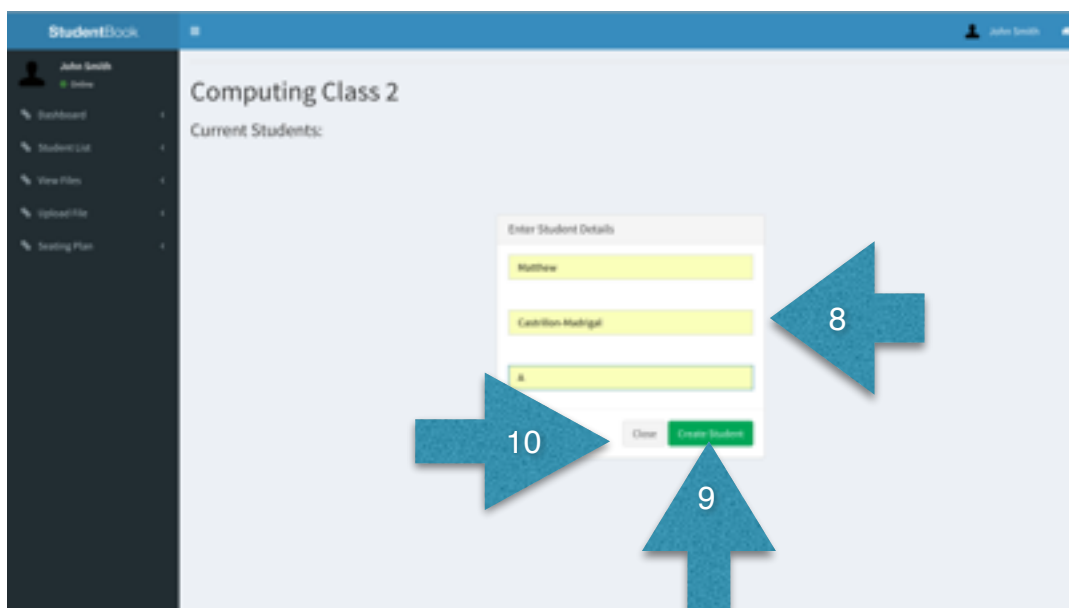 StudentBook
John Smith
John Smith
Online
Dashboard
Student List
View Files
Upload File
Seating Plan
Computing Class 2
Current Students:
Enter Student Details
Matthew
Castrillon-Madrigal
A
Close
Create Student
8
10
9